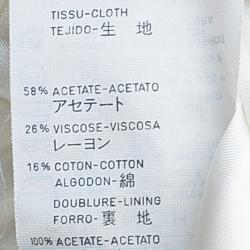 TISSU-CLOTH
TEJIDO-生 地
58% ACETATE-ACETATO
アセテート
26% VISCOSE-VISCOSA
レーヨン
16% COTON-COTTON
ALGODON-綿
DOUBLURE-LINING
FORRO-裏 地
100% ACETATE-ACETATO